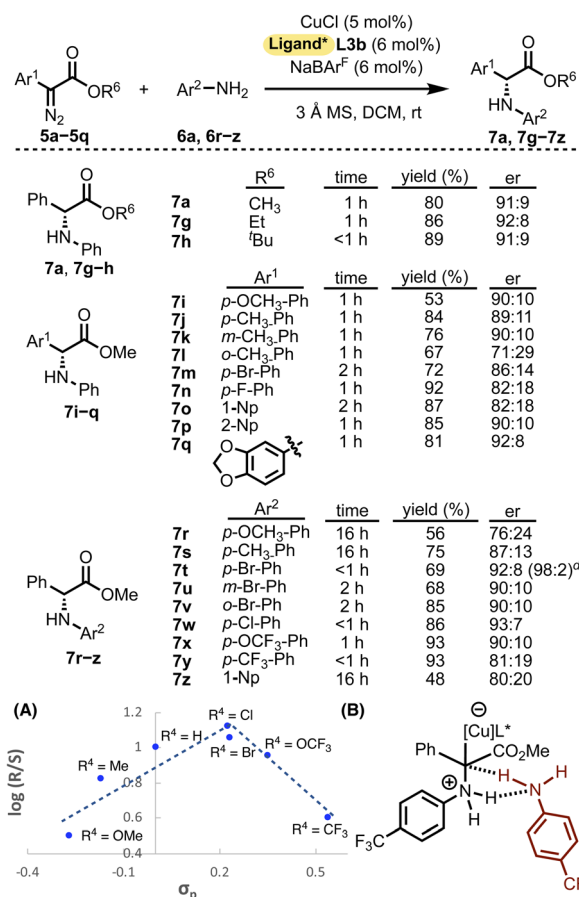 CuCl (5 mol%)
Ligand* L3b (6 mol%)
NaBArF (6 mol%)
3 Å MS, DCM, rt
Ar1 O OR6 N2 + Ar2–NH2 Ar1 O OR6 HN Ar2
5a–5q 6a, 6r–z 7a, 7g–7z
R6 time yield (%) er
7a CH3 1 h 80 91:9
7g Et 1 h 86 92:8
7h tBu <1 h 89 91:9
Ph O OR6 HN Ph
7a, 7g–h
Ar1 time yield (%) er
7i p-OCH3-Ph 1 h 53 90:10
7j p-CH3-Ph 1 h 84 89:11
7k m-CH3-Ph 1 h 76 90:10
7l o-CH3-Ph 1 h 67 71:29
7m p-Br-Ph 2 h 72 86:14
7n p-F-Ph 1 h 92 82:18
7o 1-Np 2 h 87 82:18
7p 2-Np 1 h 85 90:10
7q 1 h 81 92:8
O O
Ar1 O OMe HN Ph
7i–q
Ar2 time yield (%) er
7r p-OCH3-Ph 16 h 56 76:24
7s p-CH3-Ph 16 h 75 87:13
7t p-Br-Ph <1 h 69 92:8 (98:2)a
7u m-Br-Ph 2 h 68 90:10
7v o-Br-Ph 2 h 85 90:10
7w p-Cl-Ph <1 h 86 93:7
7x p-OCF3-Ph 1 h 93 90:10
7y p-CF3-Ph <1 h 93 81:19
7z 1-Np 16 h 48 80:20
Ph O OMe HN Ar2
7r–z
(A)
log (R/S)
1.2
1
0.8
0.6
0.4
-0.4 0.0 0.5
σp
R4 = Cl
R4 = H
R4 = Br
R4 = OCF3
R4 = Me
R4 = OMe
R4 = CF3
(B)
⊖
[Cu]L*
Ph CO2Me
⊕ N H H H N H
F3C
Cl